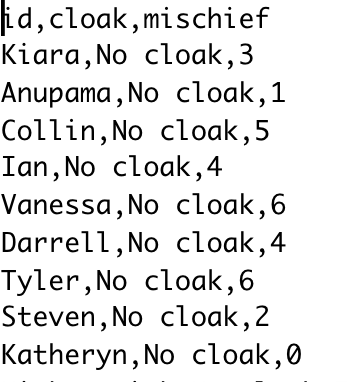 id,cloak,mischief
Kiara,No cloak,3
Anupama,No cloak,1
Collin,No cloak,5
Ian,No cloak,4
Vanessa,No cloak,6
Darrell,No cloak,4
Tyler,No cloak,6
Steven,No cloak,2
Katheryn,No cloak,0